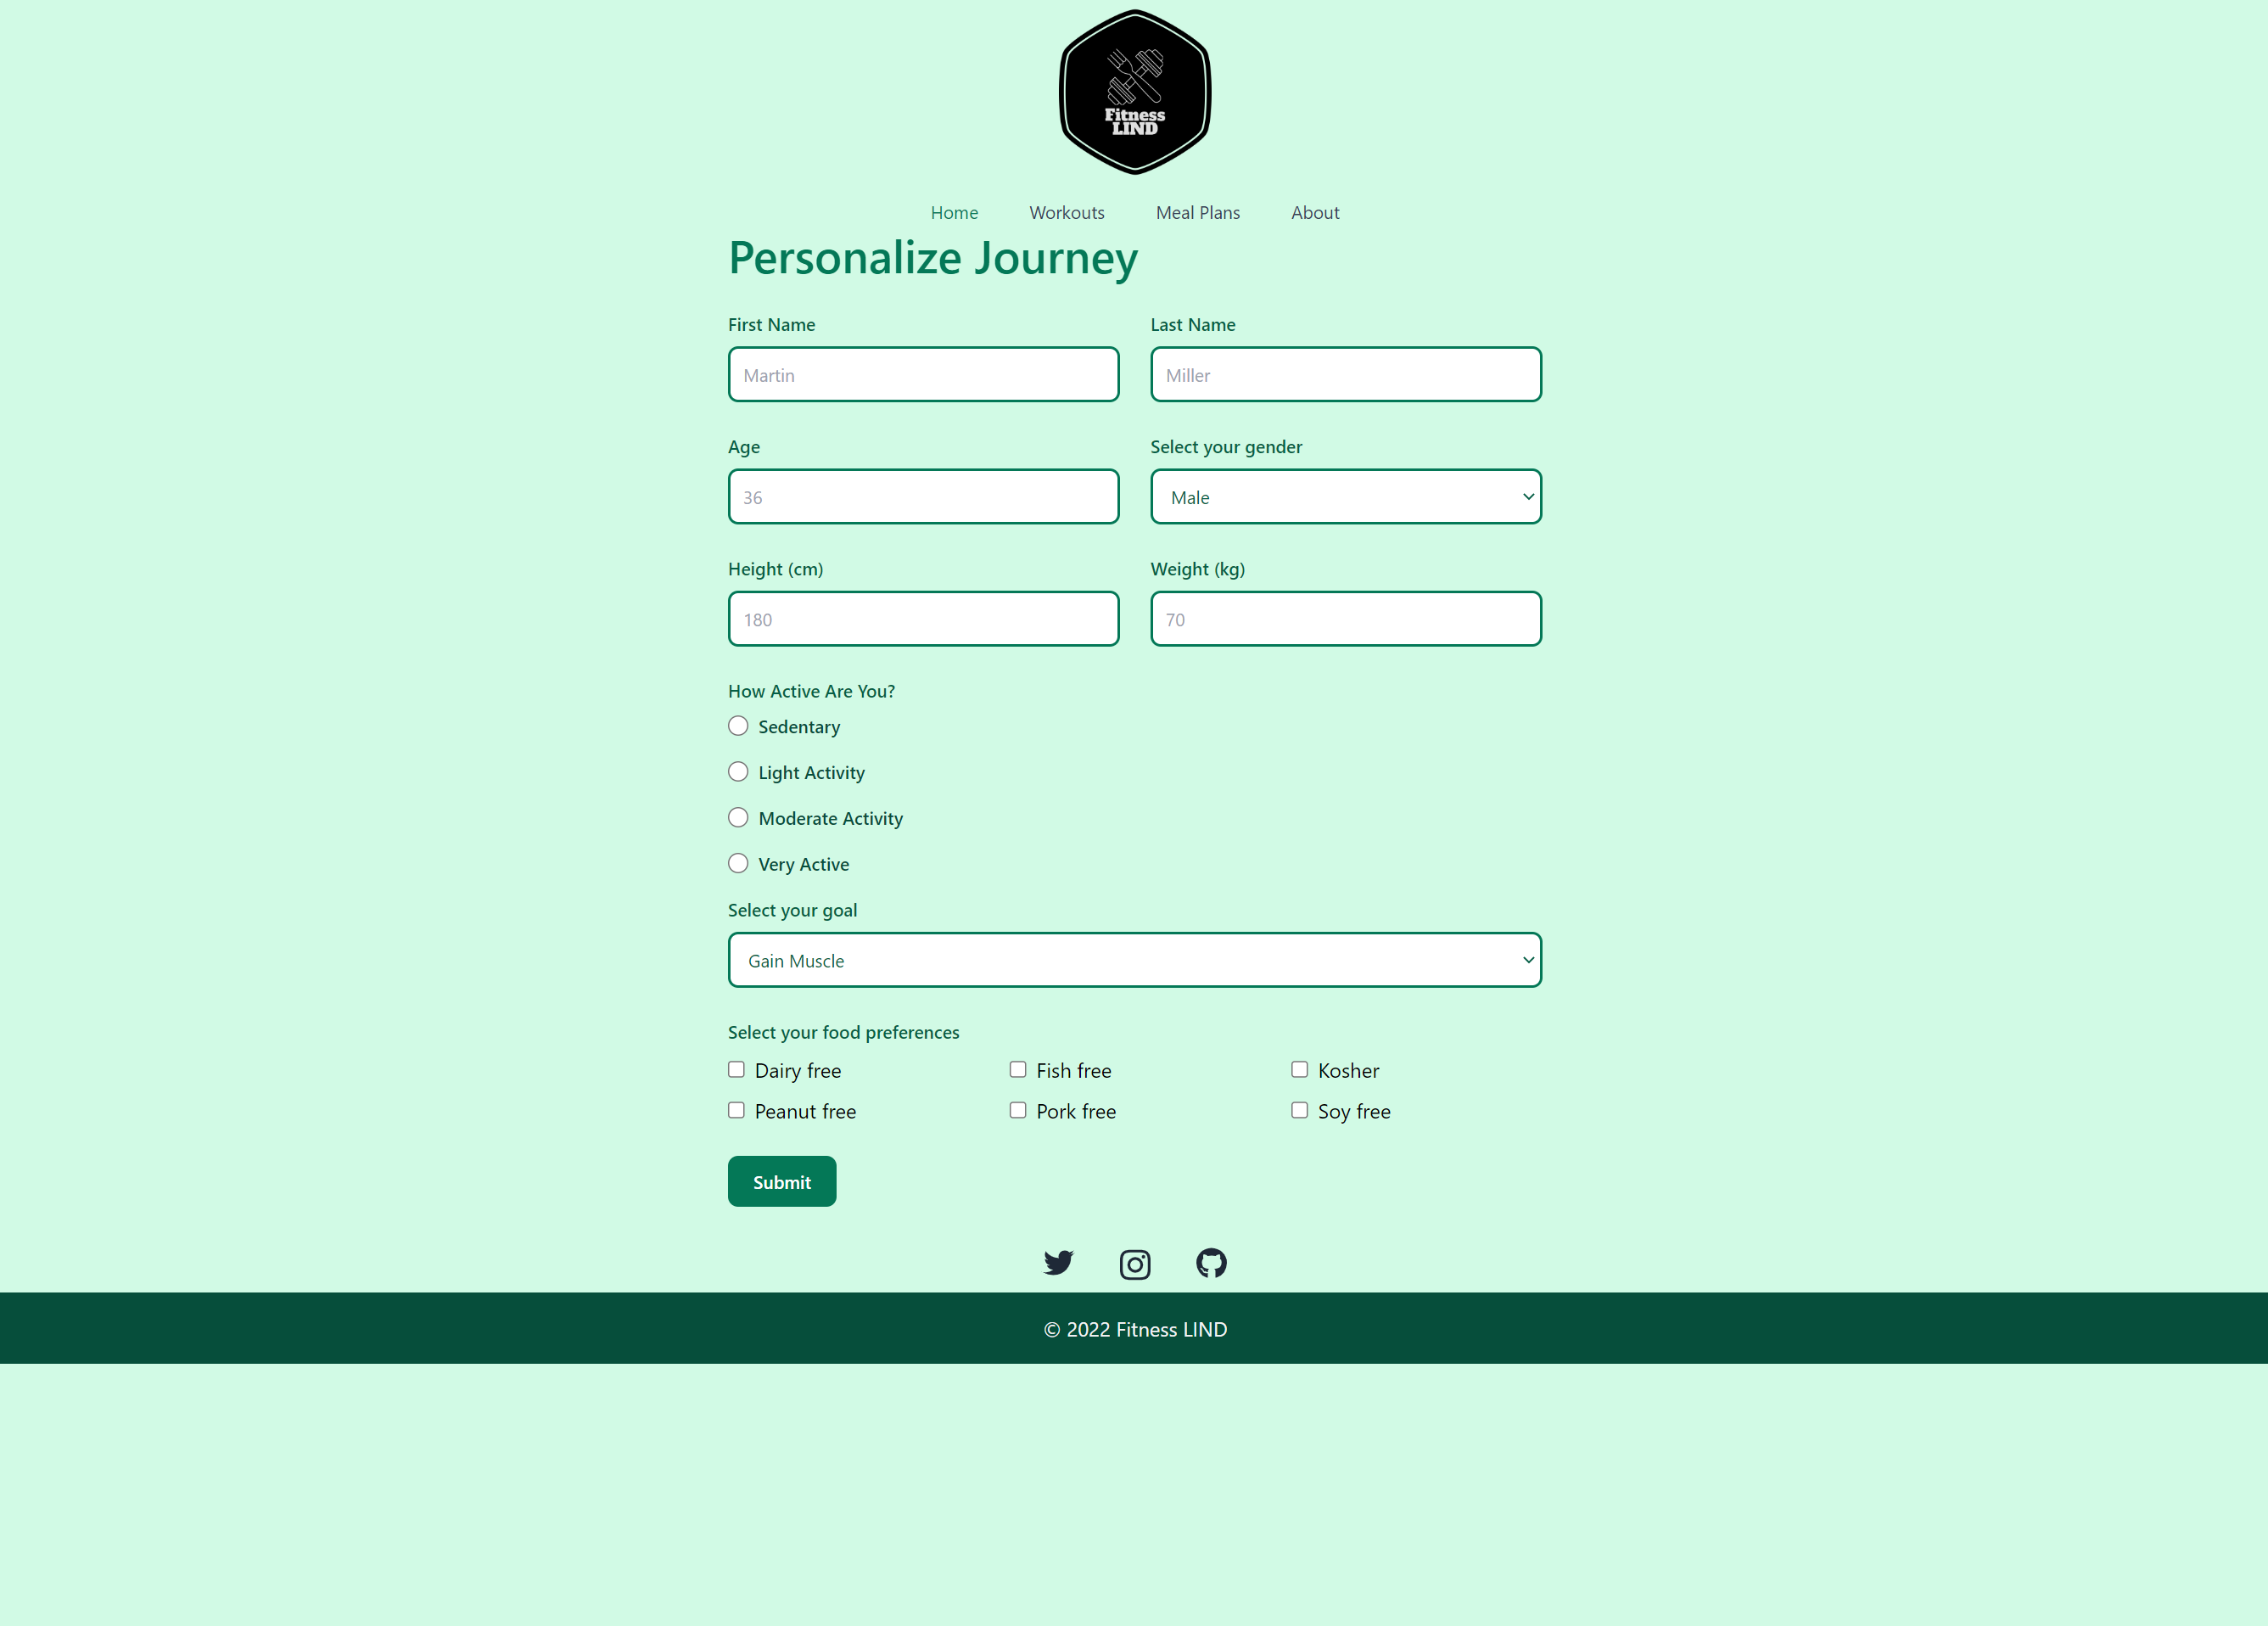 Fitness
LIND
Home Workouts Meal Plans About
Personalize Journey
First Name Last Name
Martin Miller
Age Select your gender
36 Male
Height (cm) Weight (kg)
180 70
How Active Are You?
Sedentary
Light Activity
Moderate Activity
Very Active
Select your goal
Gain Muscle
Select your food preferences
Dairy free Fish free Kosher
Peanut free Pork free Soy free
Submit
© 2022 Fitness LIND